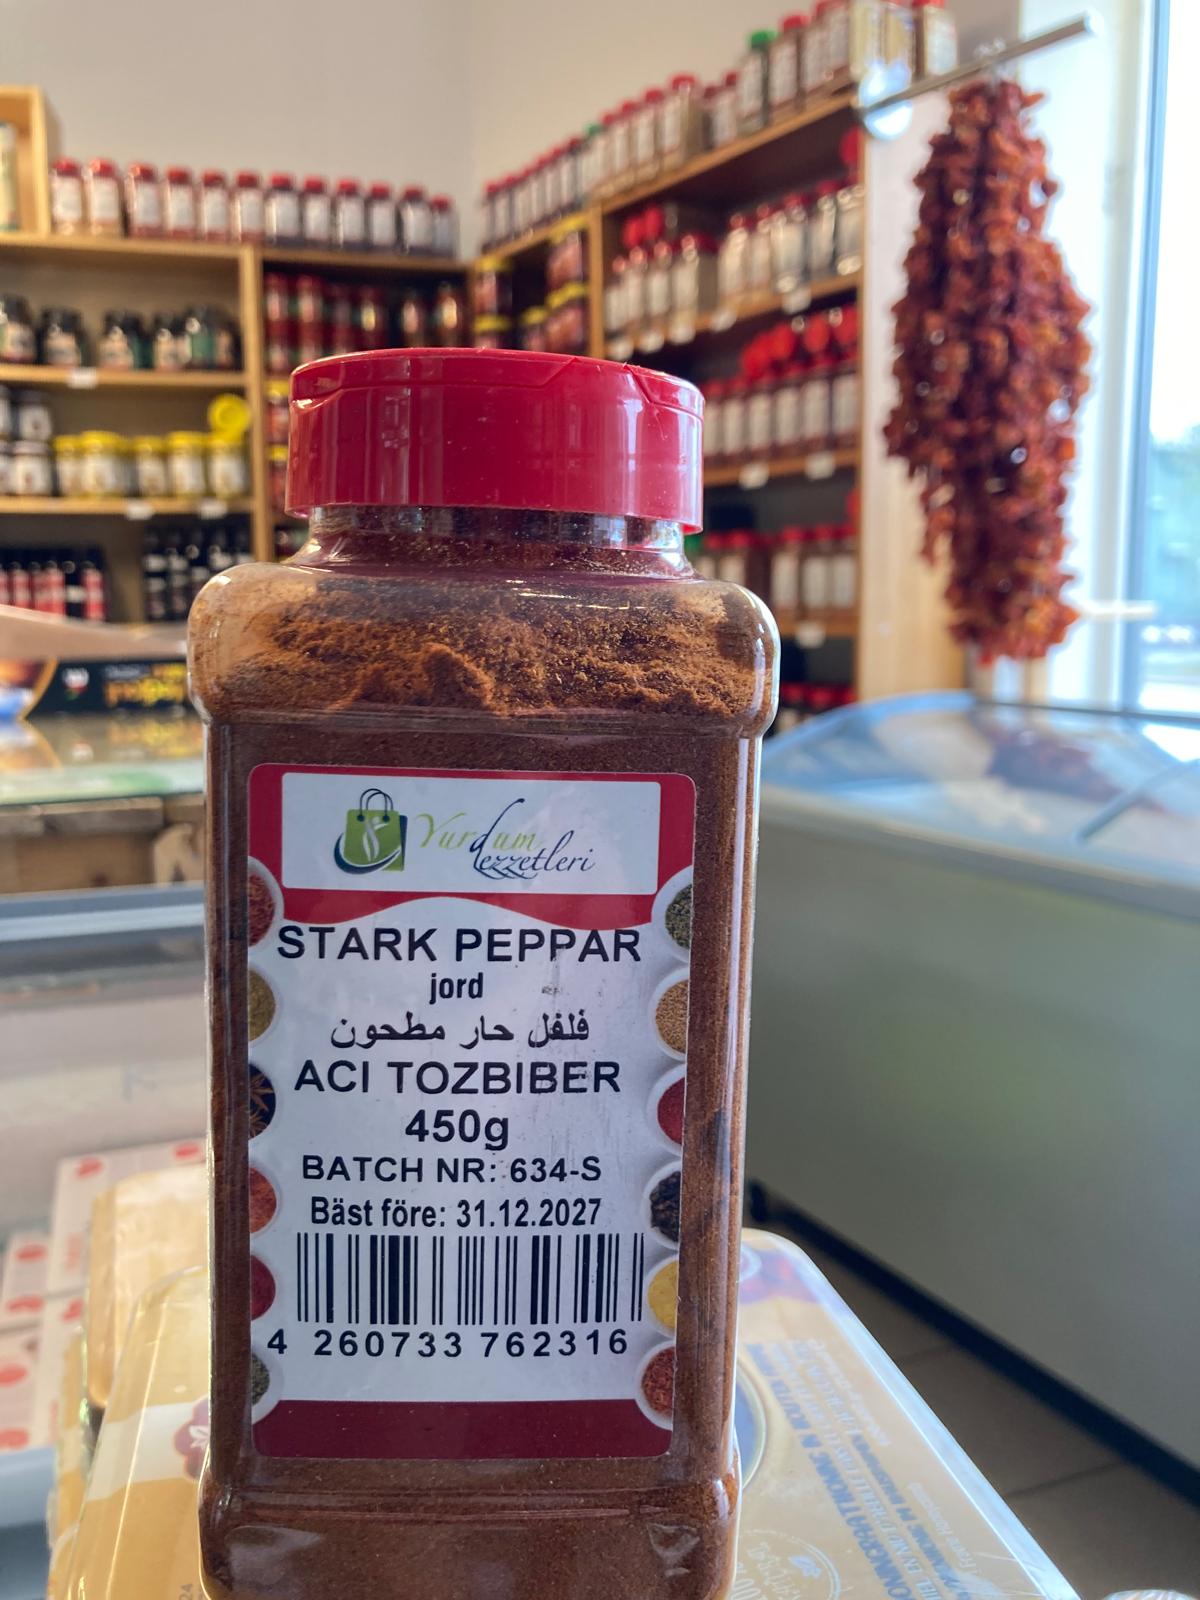 Yurdum
Lezzetleri
STARK PEPPAR
jord
فلفل حار مطحون
ACI TOZBIBER
450g
BATCH NR: 634-S
Bäst före: 31.12.2027
4 260733 762316